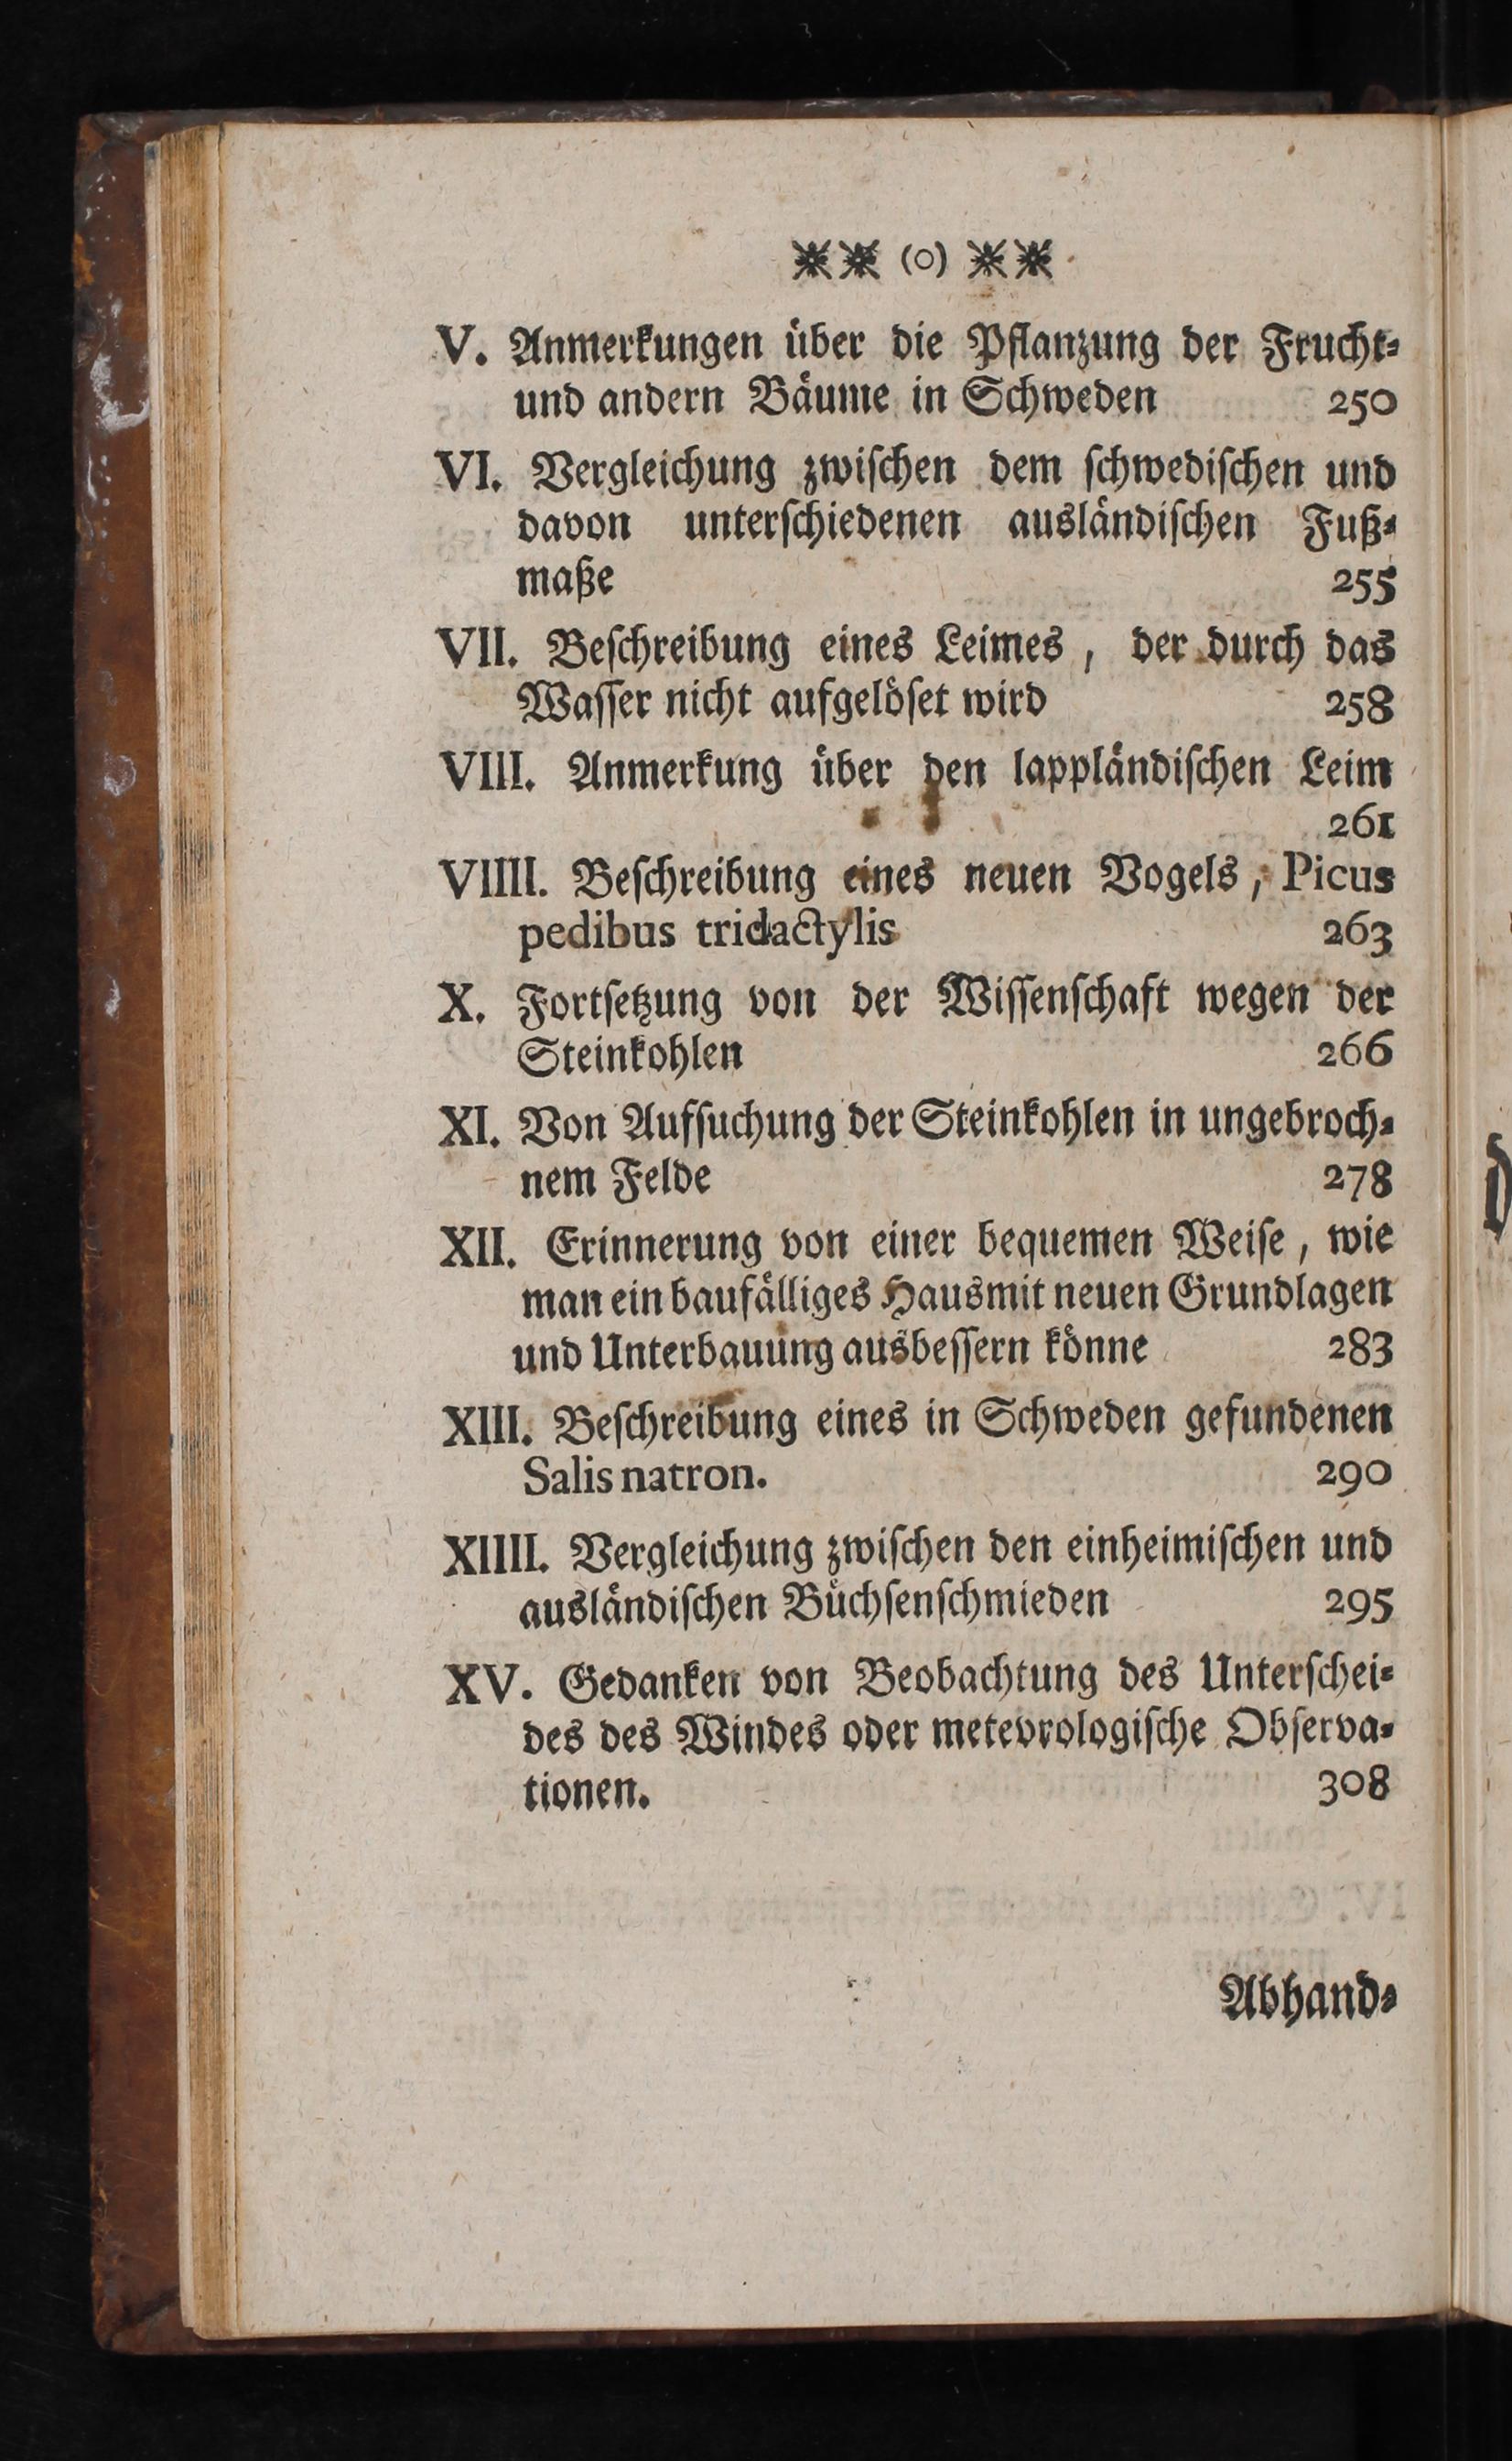 ※※ (o) ※※
V. Anmerkungen über die Pflanzung der Frucht-
und andern Bäume in Schweden 250
VI. Vergleichung zwiſchen dem ſchwediſchen und
davon unterſchiedenen ausländiſchen Fuß-
maße 255
VII. Beſchreibung eines Leimes, der durch das
Waſſer nicht aufgelöſet wird 258
VIII. Anmerkung über den lappländiſchen Leim
261
VIIII. Beſchreibung eines neuen Vogels, Picus
pedibus tridactylis 263
X. Fortſetzung von der Wiſſenſchaft wegen der
Steinkohlen 266
XI. Von Aufſuchung der Steinkohlen in ungebroch-
nem Felde 278
XII. Erinnerung von einer bequemen Weiſe, wie
man ein baufälliges Haus mit neuen Grundlagen
und Unterbauung ausbeſſern könne 283
XIII. Beſchreibung eines in Schweden gefundenen
Salis natron. 290
XIIII. Vergleichung zwiſchen den einheimiſchen und
ausländiſchen Büchſenſchmieden 295
XV. Gedanken von Beobachtung des Unterſchei-
des des Windes oder meteorologiſche Obſerva-
tionen. 308
Abhand-